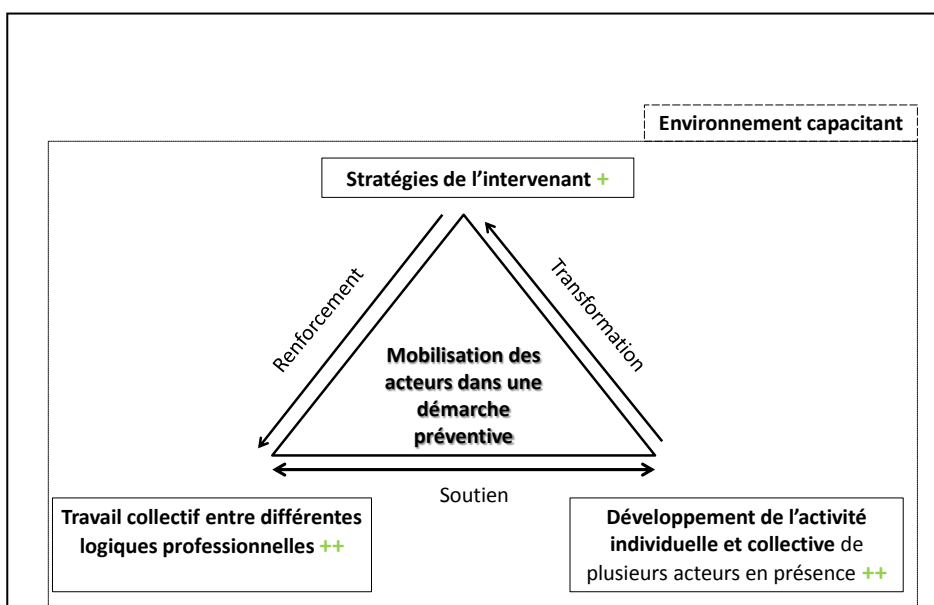 Environnement capacitant
Stratégies de l’intervenant +
Renforcement
Transformation
Mobilisation des
acteurs dans une
démarche
préventive
Soutien
Travail collectif entre différentes
logiques professionnelles ++
Développement de l’activité
individuelle et collective de
plusieurs acteurs en présence ++